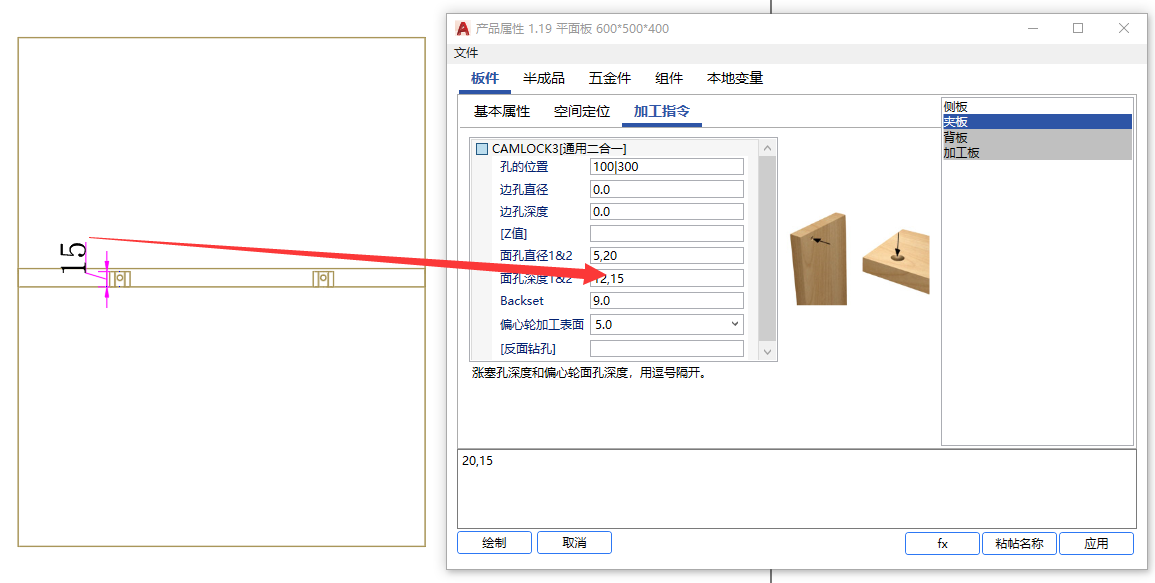 产品属性 1.19 平面板 600*500*400
文件
板件 半成品 五金件 组件 本地变量
基本属性 空间定位 加工指令
CAMLOCK3[通用二合一]
孔的位置 100|300
边孔直径 0.0
边孔深度 0.0
[Z值]
面孔直径1&2 5,20
面孔深度1&2 12,15
Backset 9.0
偏心轮加工表面 5.0
[反面钻孔]
涨塞孔深度和偏心轮面孔深度，用逗号隔开。
侧板
夹板
背板
加工板
15
20,15
绘制 取消 fx 粘帖名称 应用